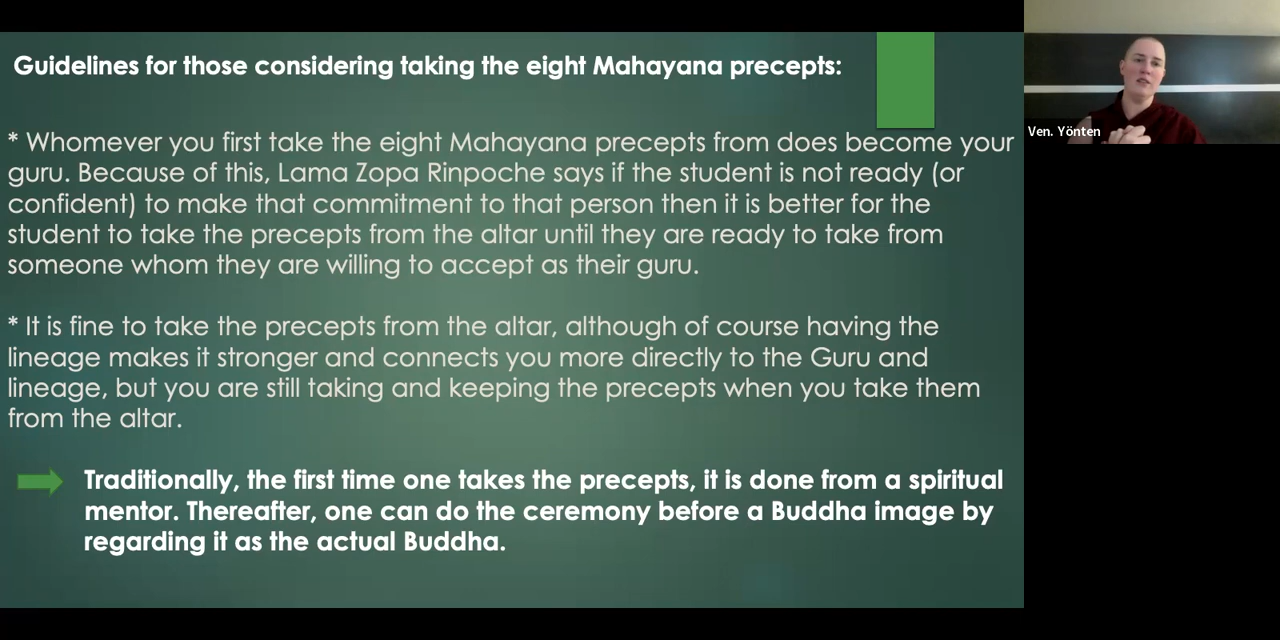 Guidelines for those considering taking the eight Mahayana precepts:
* Whomever you first take the eight Mahayana precepts from does become your
guru. Because of this, Lama Zopa Rinpoche says if the student is not ready (or
confident) to make that commitment to that person then it is better for the
student to take the precepts from the altar until they are ready to take from
someone whom they are willing to accept as their guru.
* It is fine to take the precepts from the altar, although of course having the
lineage makes it stronger and connects you more directly to the Guru and
lineage, but you are still taking and keeping the precepts when you take them
from the altar.
Traditionally, the first time one takes the precepts, it is done from a spiritual
mentor. Thereafter, one can do the ceremony before a Buddha image by
regarding it as the actual Buddha.
Ven. Yönten